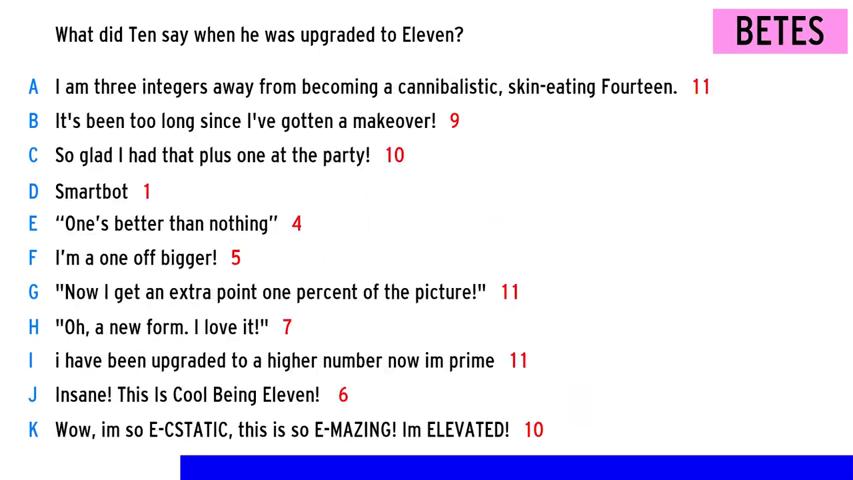 What did Ten say when he was upgraded to Eleven?
BETES
A I am three integers away from becoming a cannibalistic, skin-eating Fourteen. 11
B It's been too long since I've gotten a makeover! 9
C So glad I had that plus one at the party! 10
D Smartbot 1
E “One’s better than nothing” 4
F I’m a one off bigger! 5
G "Now I get an extra point one percent of the picture!" 11
H "Oh, a new form. I love it!" 7
I i have been upgraded to a higher number now im prime 11
J Insane! This Is Cool Being Eleven! 6
K Wow, im so E-CSTATIC, this is so E-MAZING! Im ELEVATED! 10